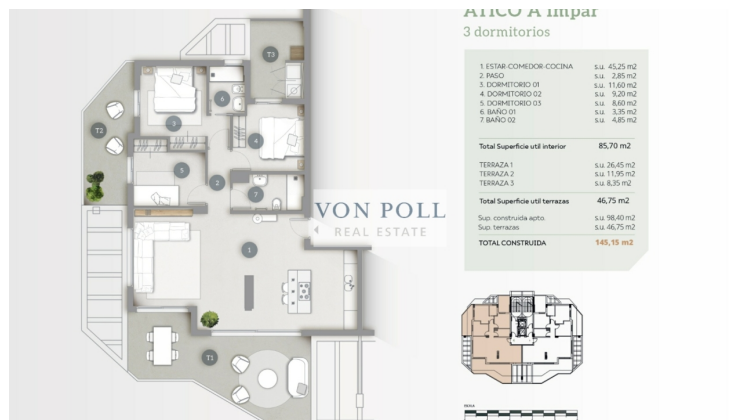 ÁTICO A impar
3 dormitorios
1. ESTAR-COMEDOR-COCINA s.u. 45,25 m2
2. PASO s.u. 2,85 m2
3. DORMITORIO 01 s.u. 11,60 m2
4. DORMITORIO 02 s.u. 9,20 m2
5. DORMITORIO 03 s.u. 8,60 m2
6. BAÑO 01 s.u. 3,35 m2
7. BAÑO 02 s.u. 4,85 m2
Total Superficie util interior 85,70 m2
TERRAZA 1 s.u. 26,45 m2
TERRAZA 2 s.u. 11,95 m2
TERRAZA 3 s.u. 8,35 m2
Total Superficie util terrazas 46,75 m2
Sup. construida apto. s.u. 98,40 m2
Sup. terrazas s.u. 46,75 m2
TOTAL CONSTRUIDA 145,15 m2
T3
6
3
T2
4
5
2
7
VON POLL
REAL ESTATE
1
T1